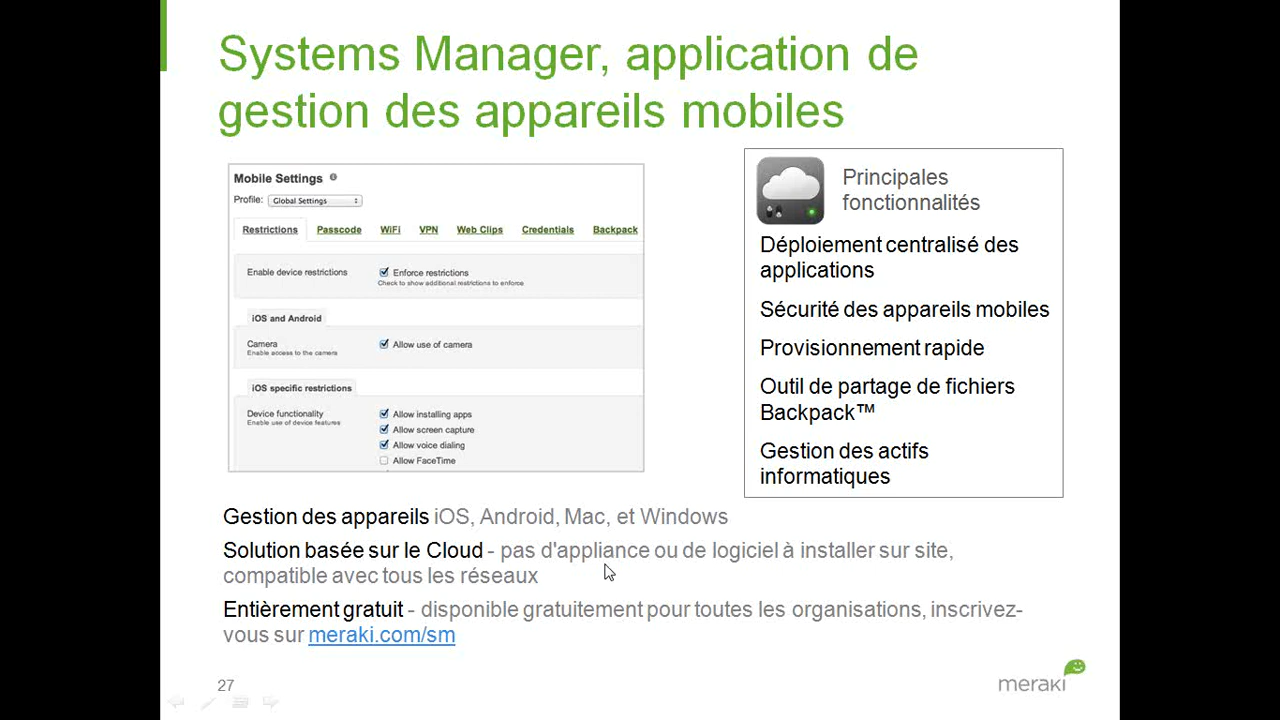 Systems Manager, application de
gestion des appareils mobiles
Mobile Settings
Profile: Global Settings
Restrictions Passcode WiFi VPN Web Clips Credentials Backpack
Enable device restrictions Enforce restrictions
Check to show additional restrictions to enforce
iOS and Android
Camera Allow use of camera
Enable access to the camera
iOS specific restrictions
Device functionality Allow installing apps
Enable use of device features
Allow screen capture
Allow voice dialing
Allow FaceTime
Principales
fonctionnalités
Déploiement centralisé des
applications
Sécurité des appareils mobiles
Provisionnement rapide
Outil de partage de fichiers
Backpack™
Gestion des actifs
informatiques
Gestion des appareils iOS, Android, Mac, et Windows
Solution basée sur le Cloud - pas d'appliance ou de logiciel à installer sur site,
compatible avec tous les réseaux
Entièrement gratuit - disponible gratuitement pour toutes les organisations, inscrivez-
vous sur meraki.com/sm
27
meraki